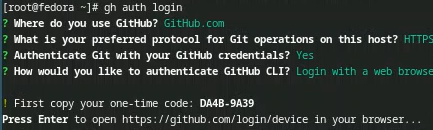 [root@fedora ~]# gh auth login
? Where do you use GitHub? GitHub.com
? What is your preferred protocol for Git operations on this host? HTTPS
? Authenticate Git with your GitHub credentials? Yes
? How would you like to authenticate GitHub CLI? Login with a web browse
! First copy your one-time code: DA4B-9A39
Press Enter to open https://github.com/login/device in your browser...